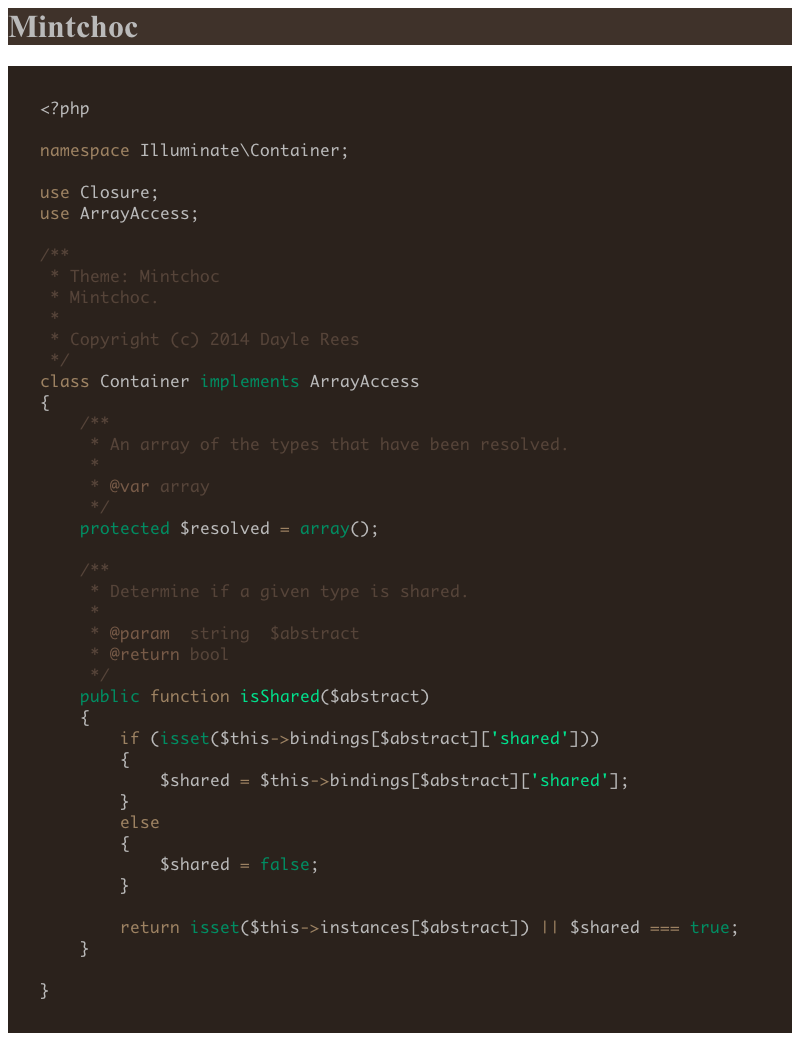 Mintchoc
<?php
namespace Illuminate\Container;
use Closure;
use ArrayAccess;
/**
 * Theme: Mintchoc
 * Mintchoc.
 *
 * Copyright (c) 2014 Dayle Rees
 */
class Container implements ArrayAccess
{
    /**
     * An array of the types that have been resolved.
     *
     * @var array
     */
    protected $resolved = array();
    /**
     * Determine if a given type is shared.
     *
     * @param  string  $abstract
     * @return bool
     */
    public function isShared($abstract)
    {
        if (isset($this->bindings[$abstract]['shared']))
        {
            $shared = $this->bindings[$abstract]['shared'];
        }
        else
        {
            $shared = false;
        }
        return isset($this->instances[$abstract]) || $shared === true;
    }
}